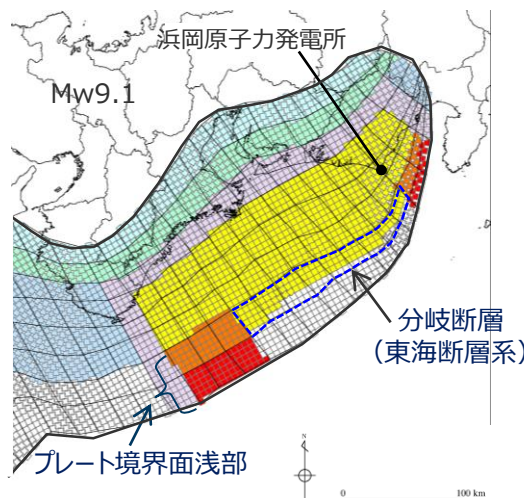 浜岡原子力発電所
Mw9.1
分岐断層
（東海断層系）
プレート境界面浅部
N
0 100 km